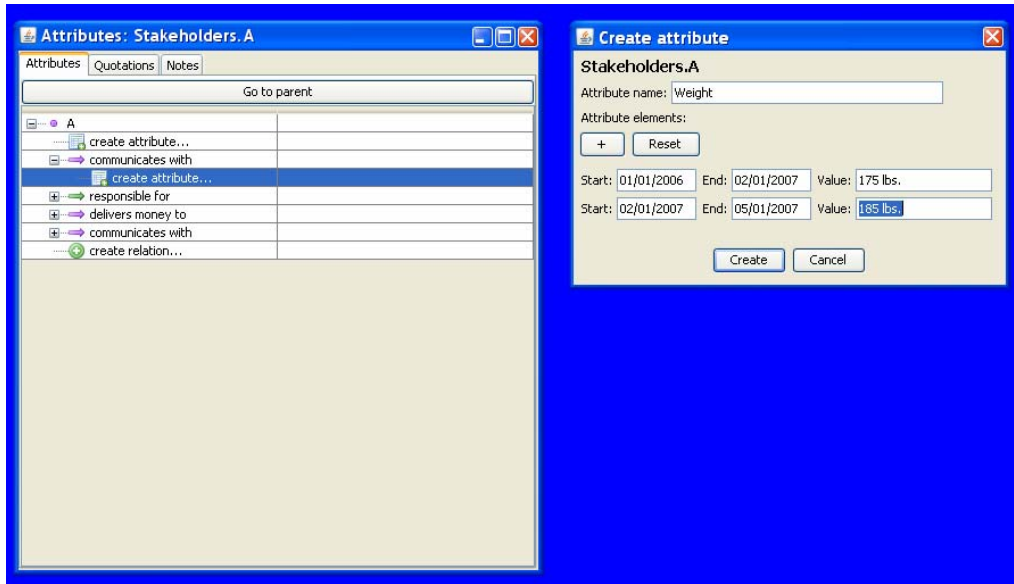 Attributes: Stakeholders.A
Attributes Quotations Notes
Go to parent
A
create attribute...
communicates with
create attribute...
responsible for
delivers money to
communicates with
create relation...
Create attribute
Stakeholders.A
Attribute name: Weight
Attribute elements:
+ Reset
Start: 01/01/2006 End: 02/01/2007 Value: 175 lbs.
Start: 02/01/2007 End: 05/01/2007 Value: 185 lbs.
Create Cancel